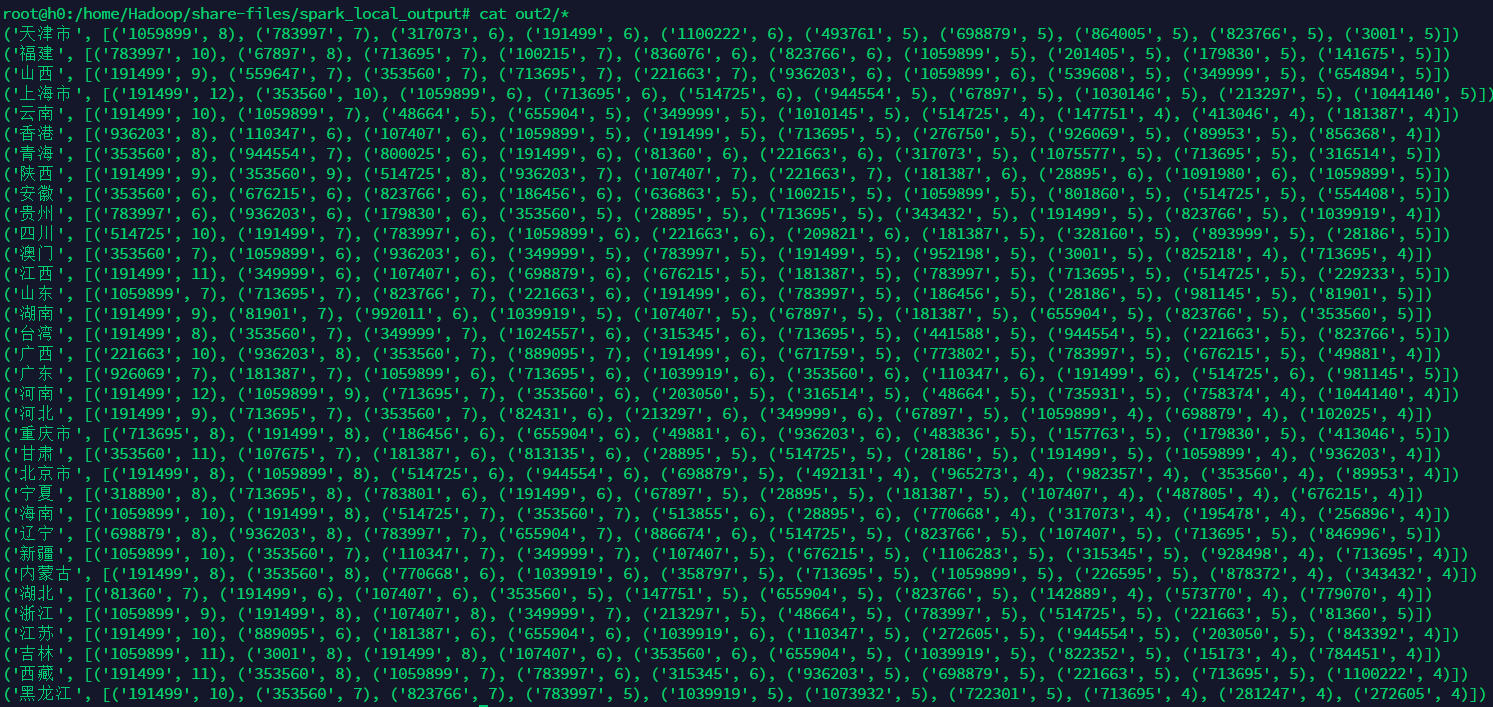 root@h0:/home/Hadoop/share-files/spark_local_output# cat out2/*
('天津市', [('1059899', 8), ('783997', 7), ('317073', 6), ('191499', 6), ('1100222', 6), ('493761', 5), ('698879', 5), ('864005', 5), ('823766', 5), ('3001', 5)])
('福建', [('783997', 10), ('67897', 8), ('713695', 7), ('100215', 7), ('836076', 6), ('823766', 6), ('1059899', 5), ('201405', 5), ('179830', 5), ('141675', 5)])
('山西', [('191499', 9), ('559647', 7), ('353560', 7), ('713695', 7), ('221663', 7), ('936203', 6), ('1059899', 6), ('539608', 5), ('349999', 5), ('654894', 5)])
('上海市', [('191499', 12), ('353560', 10), ('1059899', 6), ('713695', 6), ('514725', 6), ('944554', 5), ('67897', 5), ('1030146', 5), ('213297', 5), ('1044140', 5)])
('云南', [('191499', 10), ('1059899', 7), ('48664', 5), ('655904', 5), ('349999', 5), ('1010145', 5), ('514725', 4), ('147751', 4), ('413046', 4), ('181387', 4)])
('香港', [('936203', 8), ('110347', 6), ('107407', 6), ('1059899', 5), ('191499', 5), ('713695', 5), ('276750', 5), ('926069', 5), ('89953', 5), ('856368', 4)])
('青海', [('353560', 8), ('944554', 7), ('800025', 6), ('191499', 6), ('81360', 6), ('221663', 6), ('317073', 5), ('1075577', 5), ('713695', 5), ('316514', 5)])
('陕西', [('191499', 9), ('353560', 9), ('514725', 8), ('936203', 7), ('107407', 7), ('221663', 7), ('181387', 6), ('28895', 6), ('1091980', 6), ('1059899', 5)])
('安徽', [('353560', 6), ('676215', 6), ('823766', 6), ('186456', 6), ('636863', 6), ('100215', 5), ('1059899', 5), ('801860', 5), ('514725', 5), ('554408', 5)])
('贵州', [('783997', 6), ('936203', 6), ('179830', 6), ('353560', 5), ('28895', 5), ('713695', 5), ('343432', 5), ('191499', 5), ('823766', 5), ('1039919', 4)])
('四川', [('514725', 10), ('191499', 7), ('783997', 6), ('1059899', 6), ('221663', 6), ('209821', 6), ('181387', 5), ('328160', 5), ('893999', 5), ('28186', 5)])
('澳门', [('353560', 7), ('1059899', 6), ('936203', 6), ('349999', 5), ('783997', 5), ('191499', 5), ('952198', 5), ('3001', 5), ('825218', 4), ('713695', 4)])
('江西', [('191499', 11), ('349999', 6), ('107407', 6), ('698879', 6), ('676215', 5), ('181387', 5), ('783997', 5), ('713695', 5), ('514725', 5), ('229233', 5)])
('山东', [('1059899', 7), ('713695', 7), ('823766', 7), ('221663', 6), ('191499', 6), ('783997', 5), ('186456', 5), ('28186', 5), ('981145', 5), ('81901', 5)])
('湖南', [('191499', 9), ('81901', 7), ('992011', 6), ('1039919', 5), ('107407', 5), ('67897', 5), ('181387', 5), ('655904', 5), ('823766', 5), ('353560', 5)])
('台湾', [('191499', 8), ('353560', 7), ('349999', 7), ('1024557', 6), ('315345', 6), ('713695', 5), ('441588', 5), ('944554', 5), ('221663', 5), ('823766', 5)])
('广西', [('221663', 10), ('936203', 8), ('353560', 7), ('889095', 7), ('191499', 6), ('671759', 5), ('773802', 5), ('783997', 5), ('676215', 5), ('49881', 4)])
('广东', [('926069', 7), ('181387', 7), ('1059899', 6), ('713695', 6), ('1039919', 6), ('353560', 6), ('110347', 6), ('191499', 6), ('514725', 6), ('981145', 5)])
('河南', [('191499', 12), ('1059899', 9), ('713695', 7), ('353560', 6), ('203050', 5), ('316514', 5), ('48664', 5), ('735931', 5), ('758374', 4), ('1044140', 4)])
('河北', [('191499', 9), ('713695', 7), ('353560', 7), ('82431', 6), ('213297', 6), ('349999', 6), ('67897', 5), ('1059899', 4), ('698879', 4), ('102025', 4)])
('重庆市', [('713695', 8), ('191499', 8), ('186456', 6), ('655904', 6), ('49881', 6), ('936203', 6), ('483836', 5), ('157763', 5), ('179830', 5), ('413046', 5)])
('甘肃', [('353560', 11), ('107675', 7), ('181387', 6), ('813135', 6), ('28895', 5), ('514725', 5), ('28186', 5), ('191499', 5), ('1059899', 4), ('936203', 4)])
('北京市', [('191499', 8), ('1059899', 8), ('514725', 6), ('944554', 6), ('698879', 5), ('492131', 4), ('965273', 4), ('982357', 4), ('353560', 4), ('89953', 4)])
('宁夏', [('318890', 8), ('713695', 8), ('783801', 6), ('191499', 6), ('67897', 5), ('28895', 5), ('181387', 5), ('107407', 4), ('487805', 4), ('676215', 4)])
('海南', [('1059899', 10), ('191499', 8), ('514725', 7), ('353560', 7), ('513855', 6), ('28895', 6), ('770668', 4), ('317073', 4), ('195478', 4), ('256896', 4)])
('辽宁', [('698879', 8), ('936203', 8), ('783997', 7), ('655904', 7), ('886674', 6), ('514725', 5), ('823766', 5), ('107407', 5), ('713695', 5), ('846996', 5)])
('新疆', [('1059899', 10), ('353560', 7), ('110347', 7), ('349999', 7), ('107407', 5), ('676215', 5), ('1106283', 5), ('315345', 5), ('928498', 4), ('713695', 4)])
('内蒙古', [('191499', 8), ('353560', 8), ('770668', 6), ('1039919', 6), ('358797', 5), ('713695', 5), ('1059899', 5), ('226595', 5), ('878372', 4), ('343432', 4)])
('湖北', [('81360', 7), ('191499', 6), ('107407', 6), ('353560', 5), ('147751', 5), ('655904', 5), ('823766', 5), ('142889', 4), ('573770', 4), ('779070', 4)])
('浙江', [('1059899', 9), ('191499', 8), ('107407', 8), ('349999', 7), ('213297', 5), ('48664', 5), ('783997', 5), ('514725', 5), ('221663', 5), ('81360', 5)])
('江苏', [('191499', 10), ('889095', 6), ('181387', 6), ('655904', 6), ('1039919', 6), ('110347', 5), ('272605', 5), ('944554', 5), ('203050', 5), ('843392', 4)])
('吉林', [('1059899', 11), ('3001', 8), ('191499', 8), ('107407', 6), ('353560', 6), ('655904', 5), ('1039919', 5), ('822352', 5), ('15173', 4), ('784451', 4)])
('西藏', [('191499', 11), ('353560', 8), ('1059899', 7), ('783997', 6), ('315345', 6), ('936203', 5), ('698879', 5), ('221663', 5), ('713695', 5), ('1100222', 4)])
('黑龙江', [('191499', 10), ('353560', 7), ('823766', 7), ('783997', 5), ('1039919', 5), ('1073932', 5), ('722301', 5), ('713695', 4), ('281247', 4), ('272605', 4)])